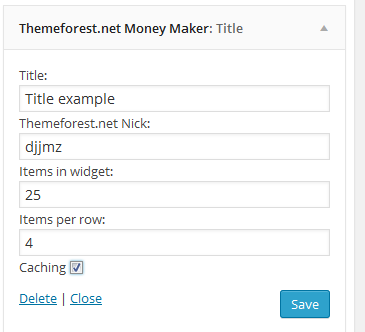 Themeforest.net Money Maker: Title
Title:
Title example
Themeforest.net Nick:
djjmz
Items in widget:
25
Items per row:
4
Caching
Delete | Close
Save